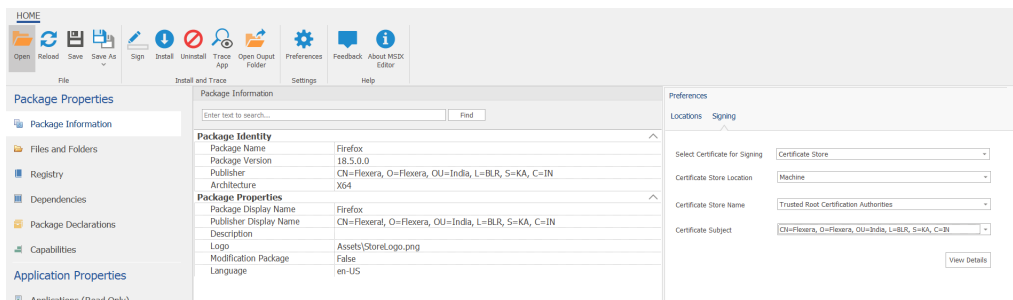 HOME
Open
Reload
Save
Save As
Sign
Install
Uninstall
Trace App
Open Ouput Folder
Preferences
Feedback
About MSIX Editor
File
Install and Trace
Settings
Help
Package Properties
Package Information
Files and Folders
Registry
Dependencies
Package Declarations
Capabilities
Application Properties
Applications (Read Only)
Package Information
Enter text to search...
Find
Package Identity
Package Name Firefox
Package Version 18.5.0.0
Publisher CN=Flexera, O=Flexera, OU=India, L=BLR, S=KA, C=IN
Architecture X64
Package Properties
Package Display Name Firefox
Publisher Display Name CN=Flexera!, O=Flexera, OU=India, L=BLR, S=KA, C=IN
Description
Logo Assets\StoreLogo.png
Modification Package False
Language en-US
Preferences
Locations Signing
Select Certificate for Signing Certificate Store
Certificate Store Location Machine
Certificate Store Name Trusted Root Certification Authorities
Certificate Subject CN=Flexera, O=Flexera, OU=India, L=BLR, S=KA, C=IN
View Details